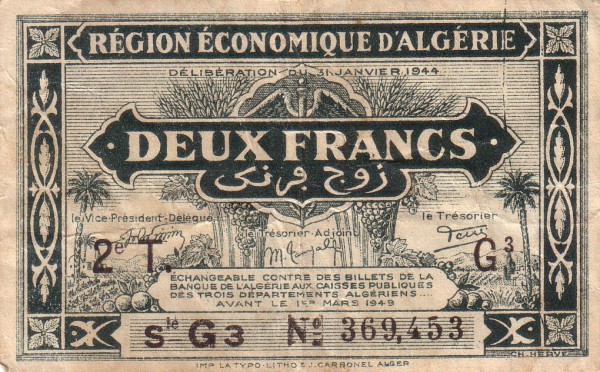 RÉGION ÉCONOMIQUE D'ALGÉRIE
DÉLIBÉRATION DU 31 JANVIER 1944
DEUX FRANCS
زوج فرنك
le Vice-Président-Délégué
le Trésorier-Adjoint
le Trésorier
2e T.
G3
ÉCHANGEABLE CONTRE DES BILLETS DE LA
BANQUE DE L'ALGÉRIE AUX CAISSES PUBLIQUES
DES TROIS DÉPARTEMENTS ALGÉRIENS....
AVANT LE 1ER MARS 1949
Sie G3 No 369,453
CH. HERVÉ
IMP. LA TYPO-LITHO & J. CARBONEL ALGER